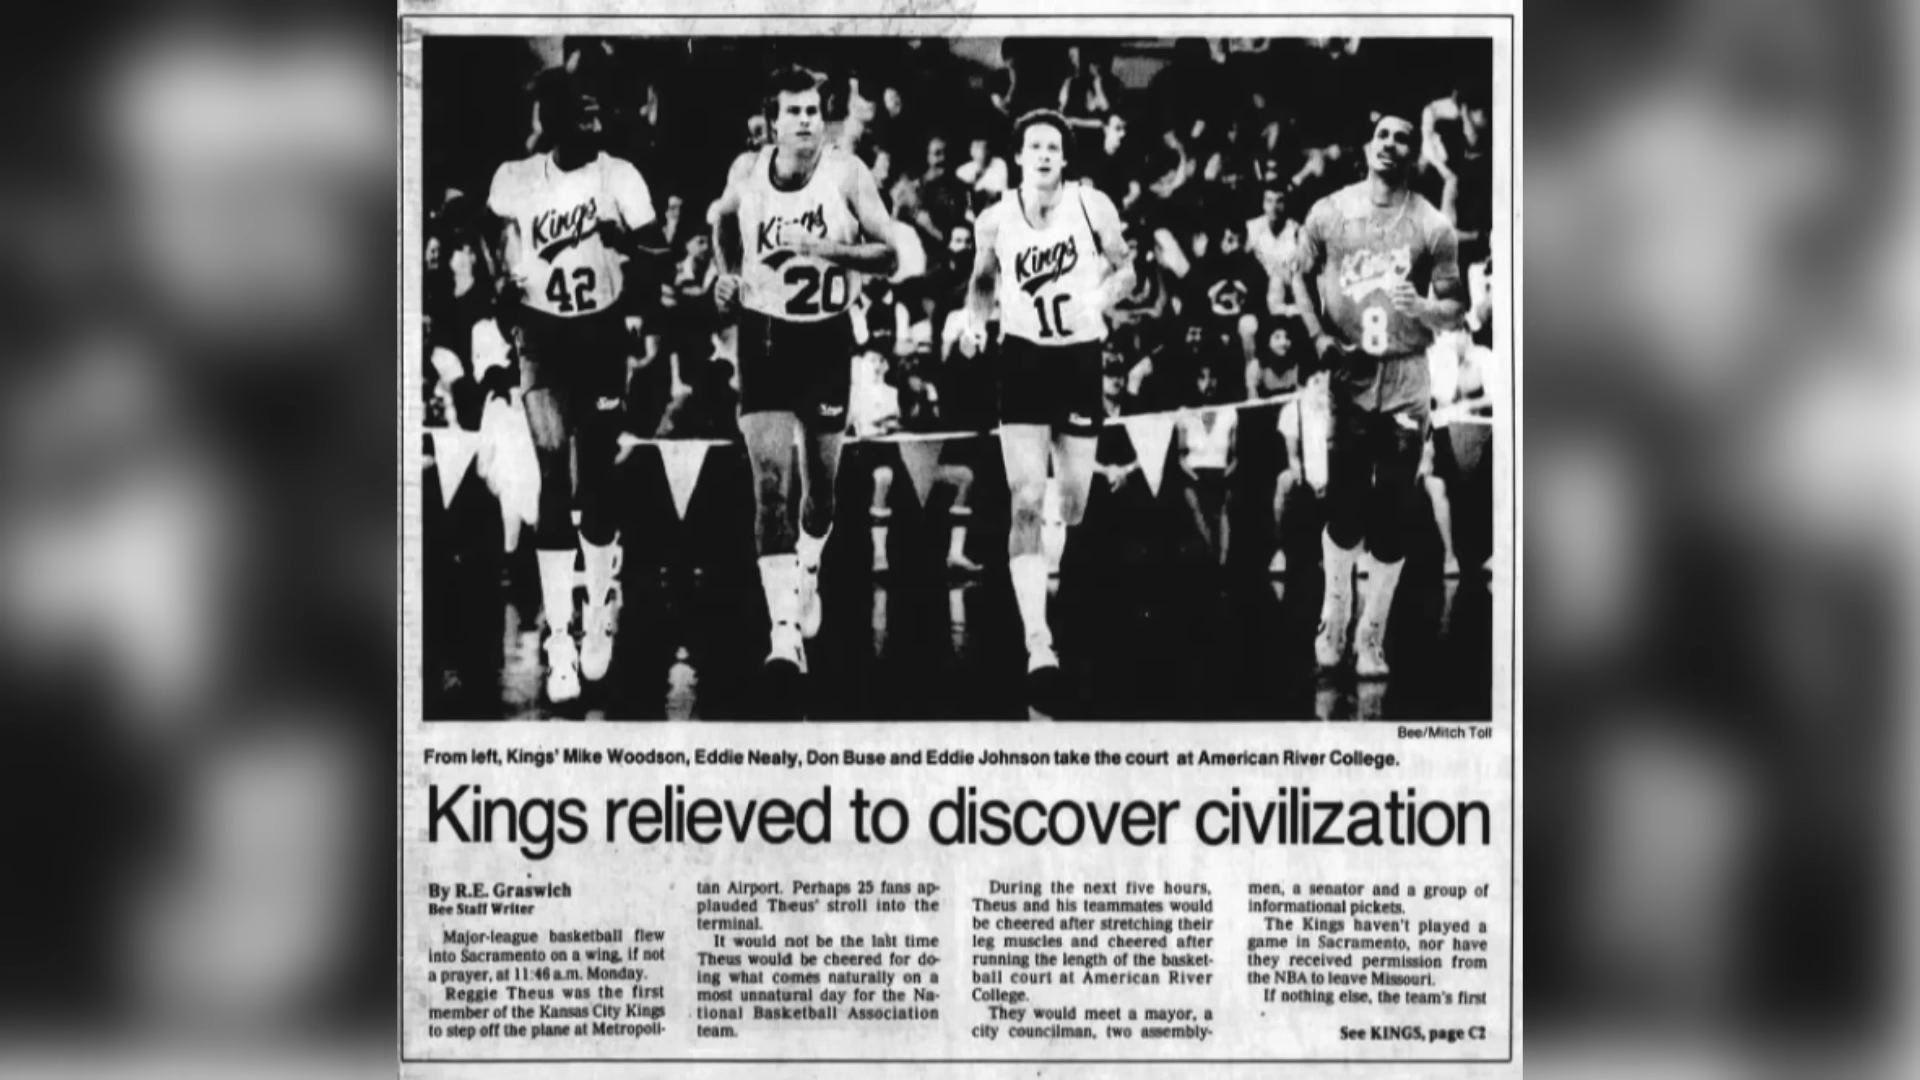 Kings
42
Kings
20
Kings
10
Kings
8
Bee/Mitch Toll
From left, Kings' Mike Woodson, Eddie Nealy, Don Buse and Eddie Johnson take the court at American River College.
Kings relieved to discover civilization
By R.E. Graswich
Bee Staff Writer
Major-league basketball flew
into Sacramento on a wing, if not
a prayer, at 11:46 a.m. Monday.
Reggie Theus was the first
member of the Kansas City Kings
to step off the plane at Metropoli-
tan Airport. Perhaps 25 fans ap-
plauded Theus' stroll into the
terminal.
It would not be the last time
Theus would be cheered for do-
ing what comes naturally on a
most unnatural day for the Na-
tional Basketball Association
team.
During the next five hours,
Theus and his teammates would
be cheered after stretching their
leg muscles and cheered after
running the length of the basket-
ball court at American River
College.
They would meet a mayor, a
city councilman, two assembly-
men, a senator and a group of
informational pickets.
The Kings haven't played a
game in Sacramento, nor have
they received permission from
the NBA to leave Missouri.
If nothing else, the team's first
See KINGS, page C2